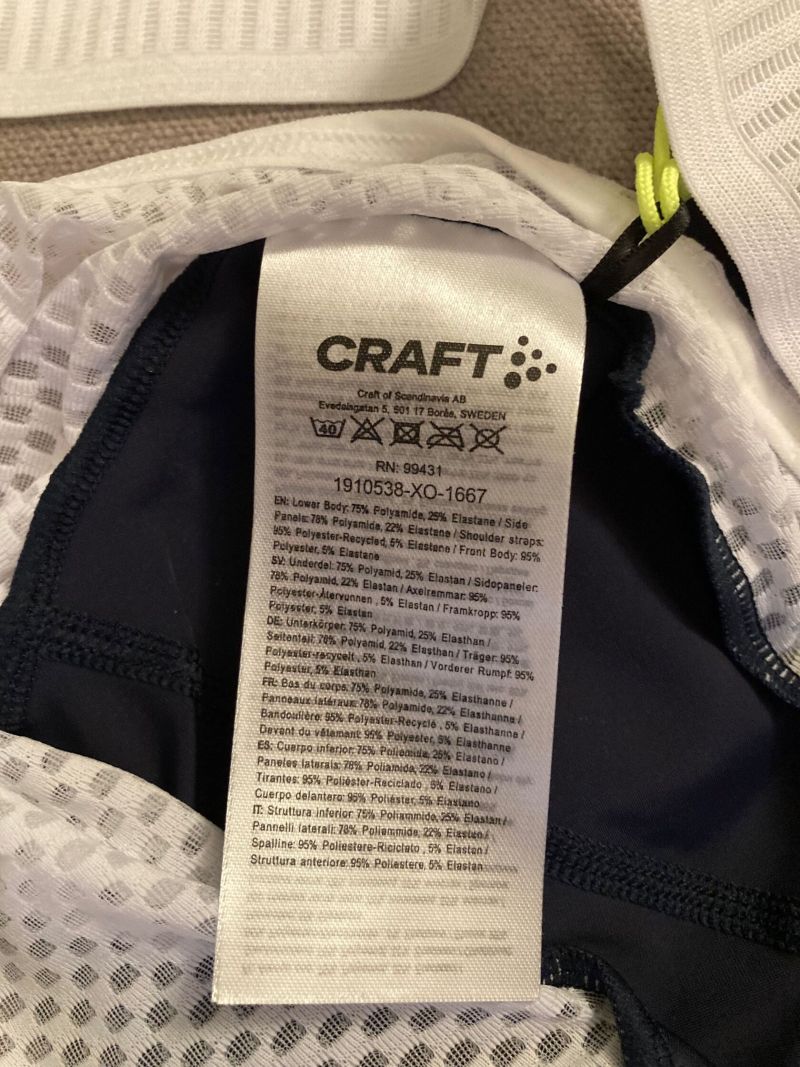 CRAFT
Craft of Scandinavia AB
Evedalsgatan 5, 501 17 Borås, SWEDEN
40
RN: 99431
1910538-XO-1667
EN: Lower Body: 75% Polyamide, 25% Elastane / Side
Panels: 78% Polyamide, 22% Elastane / Shoulder straps:
95% Polyester-Recycled, 5% Elastane / Front Body: 95%
Polyester, 5% Elastane
SV: Underdel: 75% Polyamid, 25% Elastan / Sidopaneler:
78% Polyamid, 22% Elastan / Axelremmar: 95%
Polyester-Återvunnen , 5% Elastan / Framkropp: 95%
Polyester, 5% Elastan
DE: Unterkörper: 75% Polyamid, 25% Elasthan /
Seitenteil: 78% Polyamid, 22% Elasthan / Träger: 95%
Polyester-recycelt , 5% Elasthan / Vorderer Rumpf: 95%
Polyester, 5% Elasthan
FR: Bas du corps: 75% Polyamide, 25% Elasthanne /
Panneaux latéraux: 78% Polyamide, 22% Elasthanne /
Bandoulière: 95% Polyester-Recyclé , 5% Elasthanne /
Devant du vêtement: 95% Polyester, 5% Elasthanne
ES: Cuerpo inferior: 75% Poliamida, 25% Elastano /
Paneles laterales: 78% Poliamida, 22% Elastano /
Tirantes: 95% Poliéster-Reciclado , 5% Elastano /
Cuerpo delantero: 95% Poliéster, 5% Elastano
IT: Struttura inferior: 75% Poliammide, 25% Elastan /
Pannelli laterali: 78% Poliammide, 22% Elastan /
Spalline: 95% Poliestere-Riciclato , 5% Elastan /
Struttura anteriore: 95% Poliestere, 5% Elastan